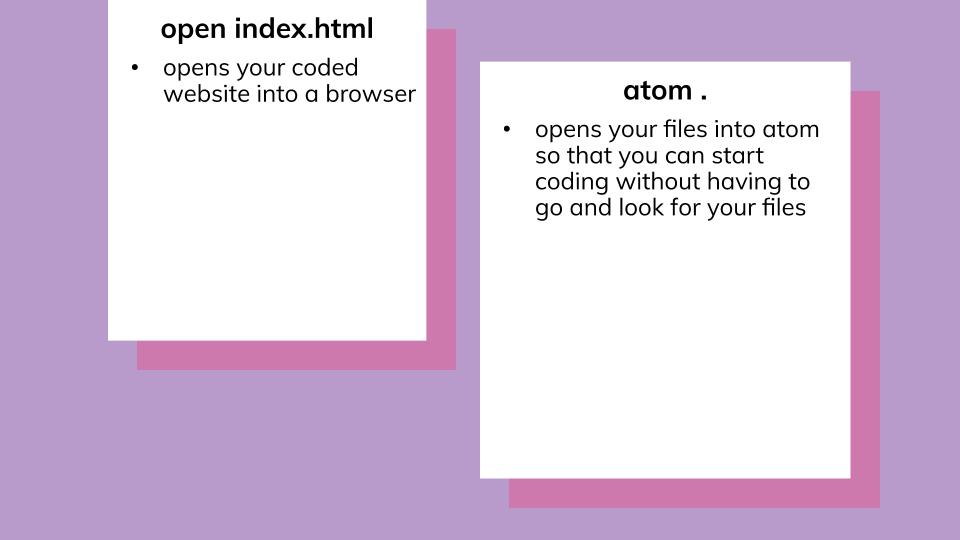 open index.html
• opens your coded
website into a browser
atom .
• opens your files into atom
so that you can start
coding without having to
go and look for your files